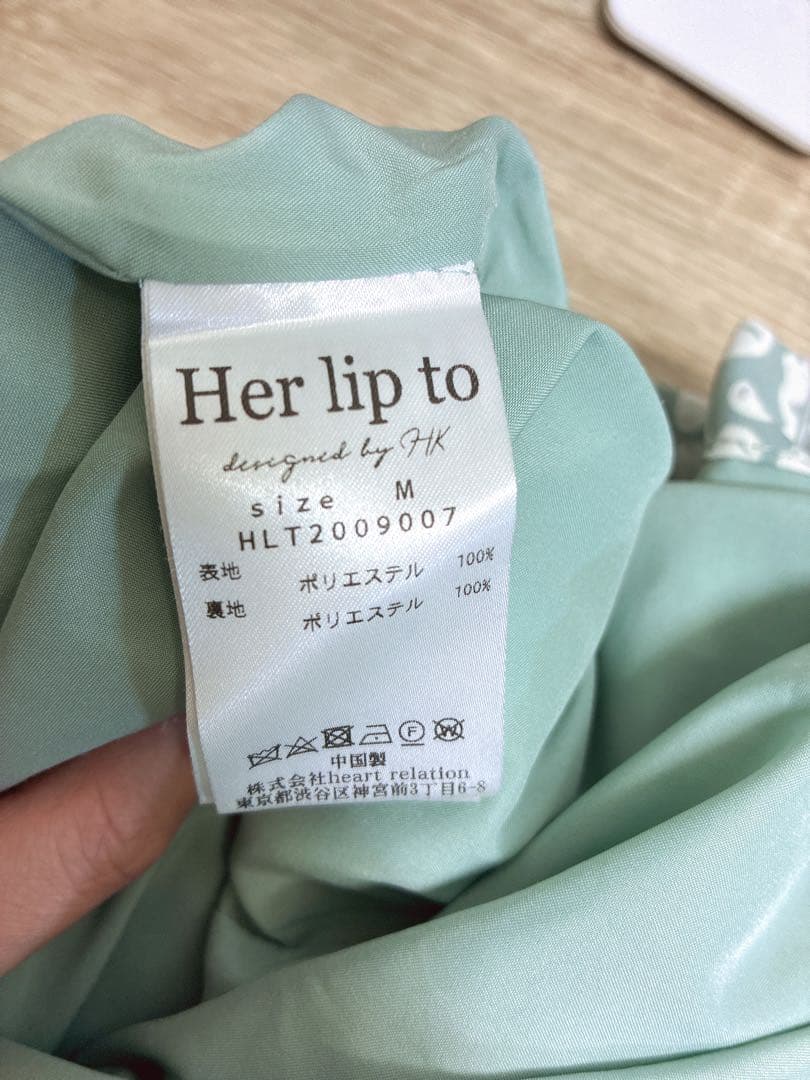 Her lip to
designed by HK
size M
HLT2009007
表地 ポリエステル 100%
裏地 ポリエステル 100%
中国製
株式会社heart relation
東京都渋谷区神宮前3丁目6-8